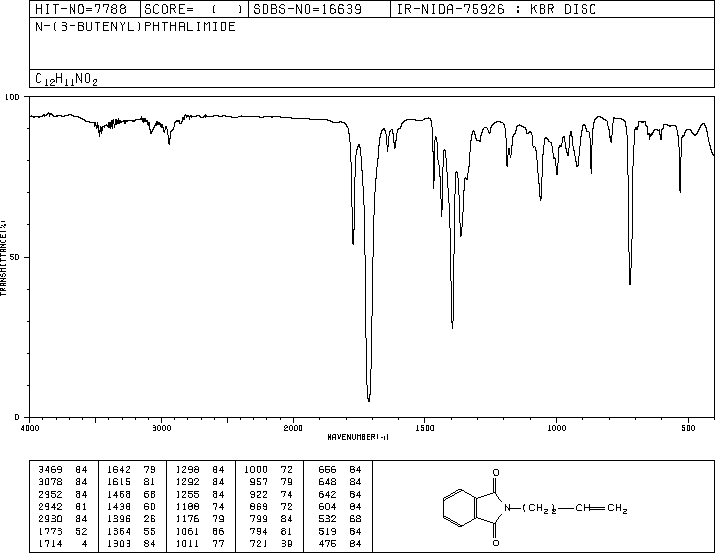 HIT-NO=7788 SCORE= ( ) SDBS-NO=16639 IR-NIDA-75926 : KBR DISC
N-(3-BUTENYL)PHTHALIMIDE
C12H11NO2
100
50
0
TRANSMITTANCE(%)
4000 3000 2000 1500 1000 500
WAVENUMBER(-1)
3469 84 1642 79 1298 84 1000 72 666 84
3078 84 1615 81 1292 84 957 79 648 84
2952 84 1468 68 1255 84 922 74 642 84
2942 81 1438 60 1188 74 869 72 604 84
2930 84 1396 26 1176 79 799 84 532 68
1773 52 1364 55 1061 66 794 81 519 84
1714 4 1303 84 1011 77 721 39 476 84
O
N—(CH2)2—CH=CH2
O